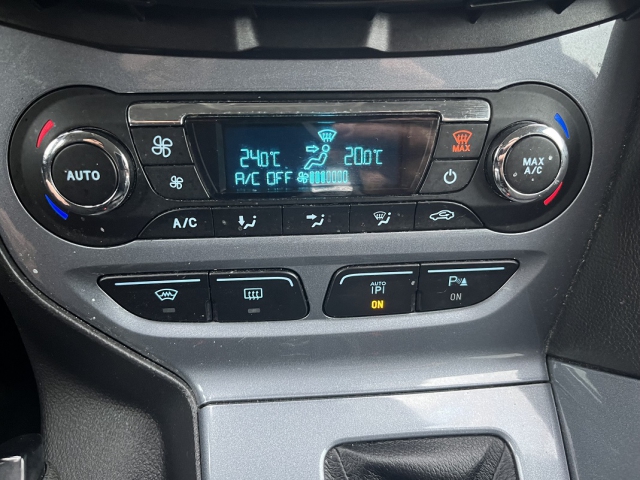 24.0°C 20.0°C
A/C OFF
AUTO
MAX
MAX
A/C
A/C
AUTO
P
ON
P
ON